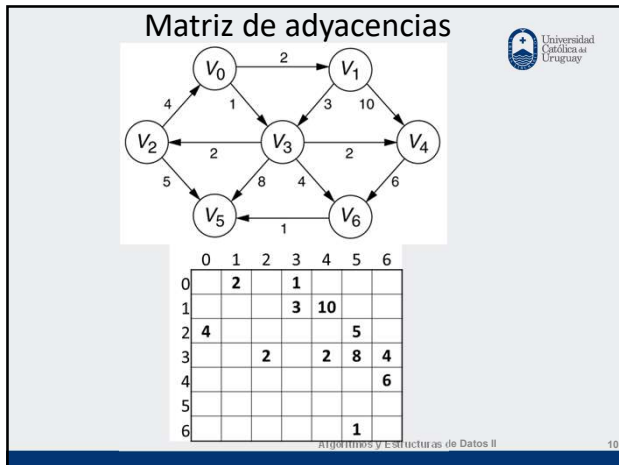 Matriz de adyacencias
Universidad
Católica del
Uruguay
V0 2 V1
4 1 3 10
V2 2 V3 2 V4
5 8 4 6
V5 1 V6
0 1 2 3 4 5 6
0 2 1
1 3 10
2 4 5
3 2 2 8 4
4 6
5
6 1
Algoritmos y Estructuras de Datos II 10